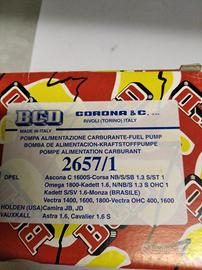 BGD
CORONA & C.
RIVOLI (TORINO) ITALY
MADE IN ITALY
POMPA ALIMENTAZIONE CARBURANTE-FUEL PUMP
BOMBA DE ALIMENTACION-KRAFTSTOFFPUMPE
POMPE ALIMENTATION CARBURANT
2657/1
OPEL
Ascona C 1600S-Corsa NB/S/SB 1.3 S/ST 1
Omega 1800-Kadett 1.6, N/NB/S 1.3 S OHC 1
Kadett S/SV 1.6-Monza (BRASILE)
Vectra 1400, 1600, 1800-Vectra OHC 400, 1600
HOLDEN (USA) Camira JB, JD
VAUXKALL Astra 1.6, Cavalier 1.6 S